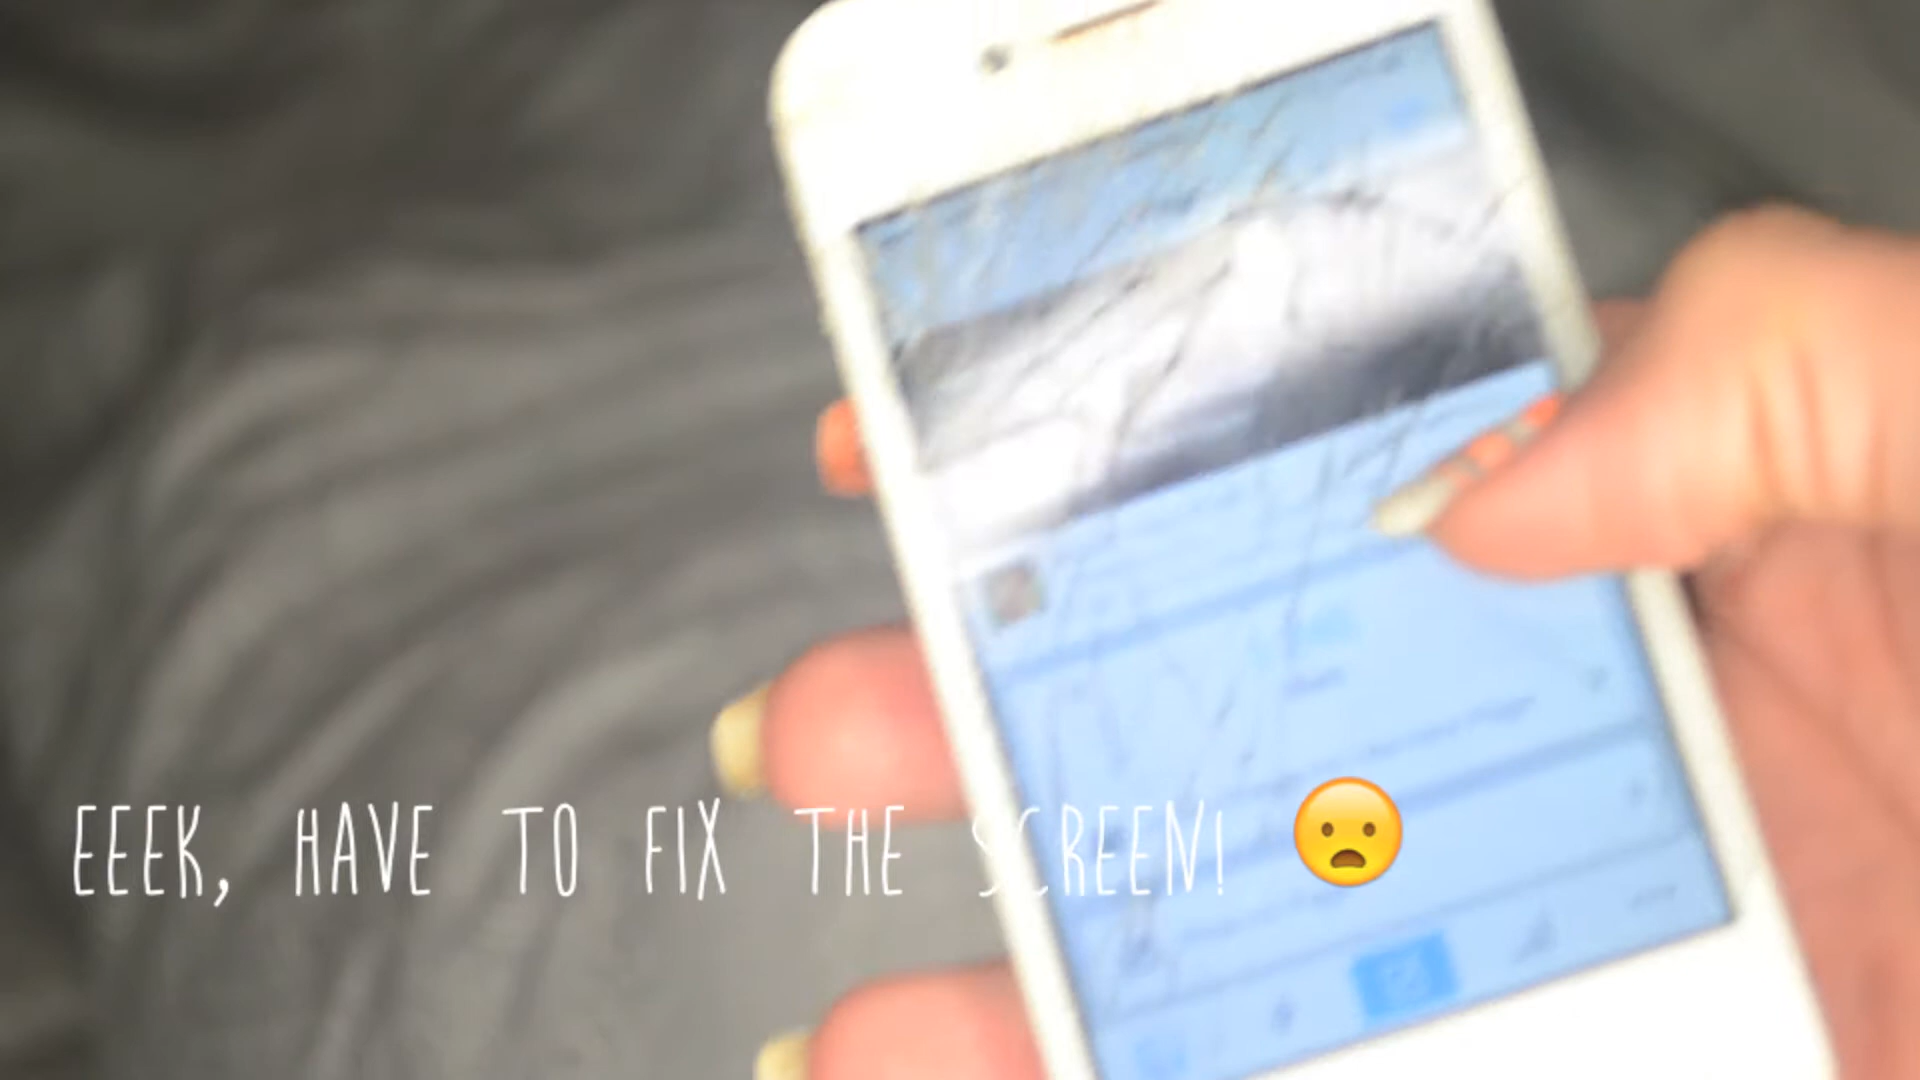 EEEK, HAVE TO FIX THE SCREEN! 😦